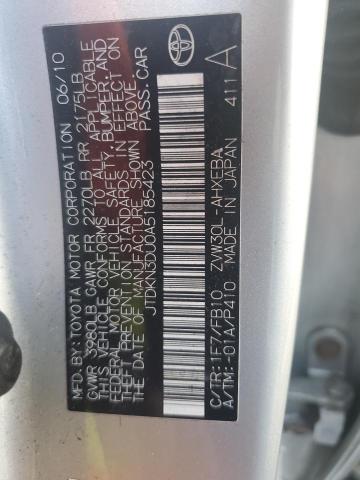 MFD. BY: TOYOTA MOTOR CORPORATION 06/10
GVWR 3980LB GAWR FR 2270LB RR 2175LB
THIS VEHICLE CONFORMS TO ALL APPLICABLE
FEDERAL MOTOR VEHICLE SAFETY, BUMPER, AND
THEFT PREVENTION STANDARDS IN EFFECT ON
THE DATE OF MANUFACTURE SHOWN ABOVE.
JTDKN3DU0A5185423 PASS. CAR
C/TR: 1F7/FB10 ZVW30L-AHXEBA
A/TM: -01A/P410 MADE IN JAPAN 411 A